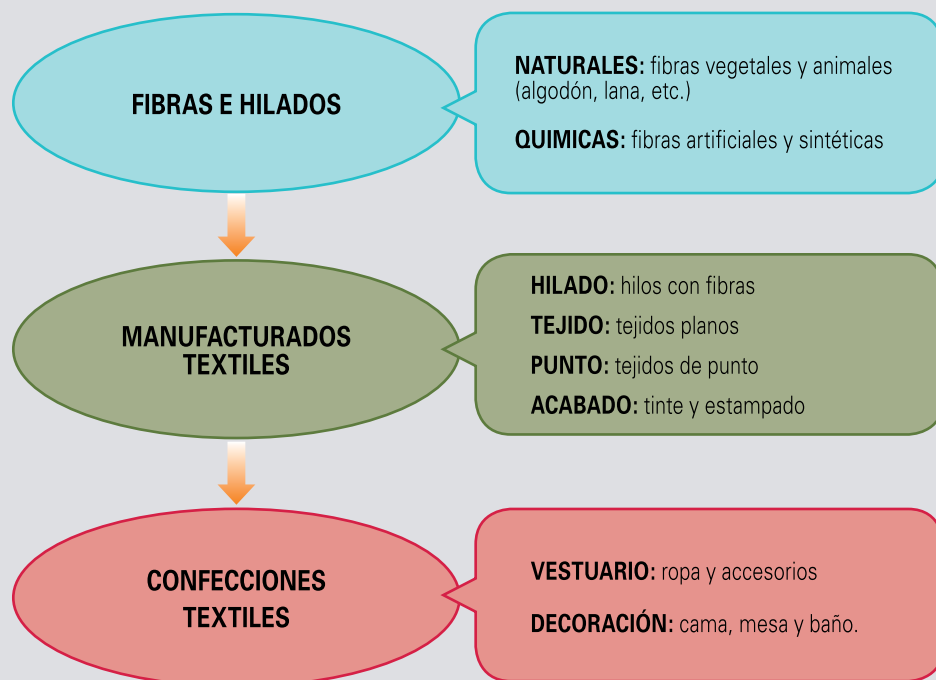 FIBRAS E HILADOS
NATURALES: fibras vegetales y animales
(algodón, lana, etc.)
QUIMICAS: fibras artificiales y sintéticas
MANUFACTURADOS
TEXTILES
HILADO: hilos con fibras
TEJIDO: tejidos planos
PUNTO: tejidos de punto
ACABADO: tinte y estampado
CONFECCIONES
TEXTILES
VESTUARIO: ropa y accesorios
DECORACIÓN: cama, mesa y baño.